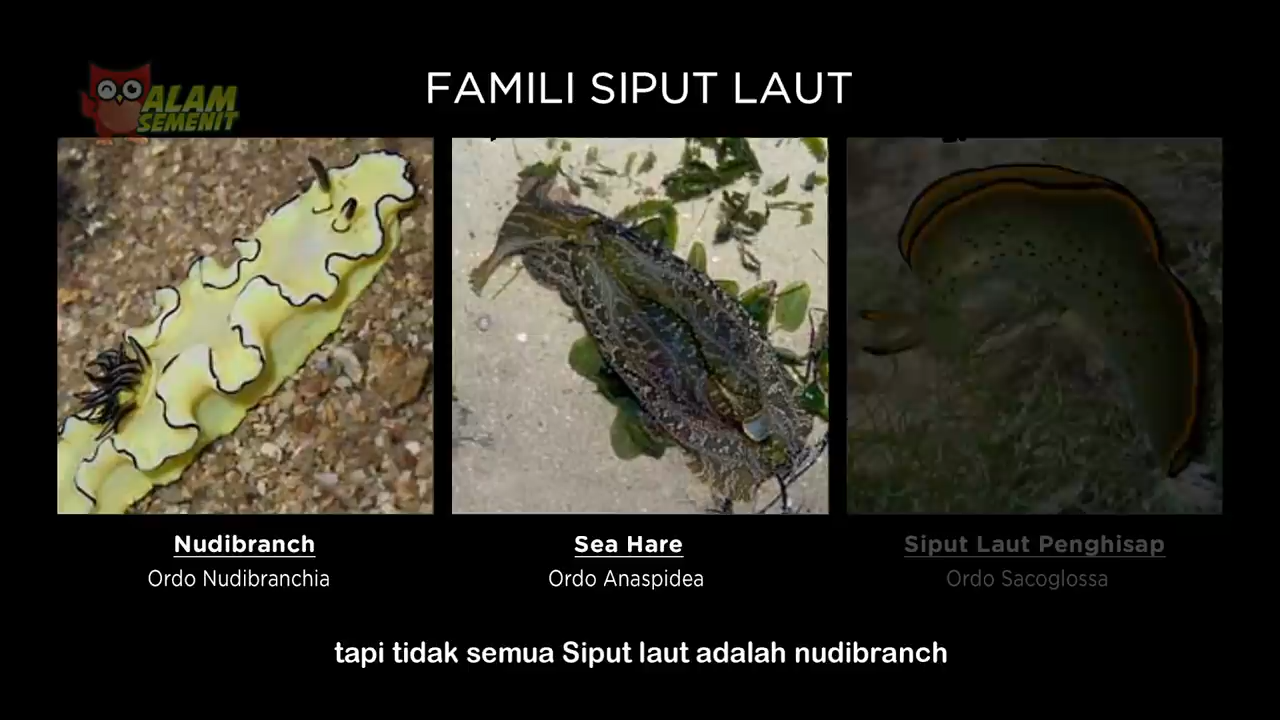 FAMILI SIPUT LAUT
ALAM
SEMENIT
Nudibranch
Ordo Nudibranchia
Sea Hare
Ordo Anaspidea
Siput Laut Penghisap
Ordo Sacoglossa
tapi tidak semua Siput laut adalah nudibranch